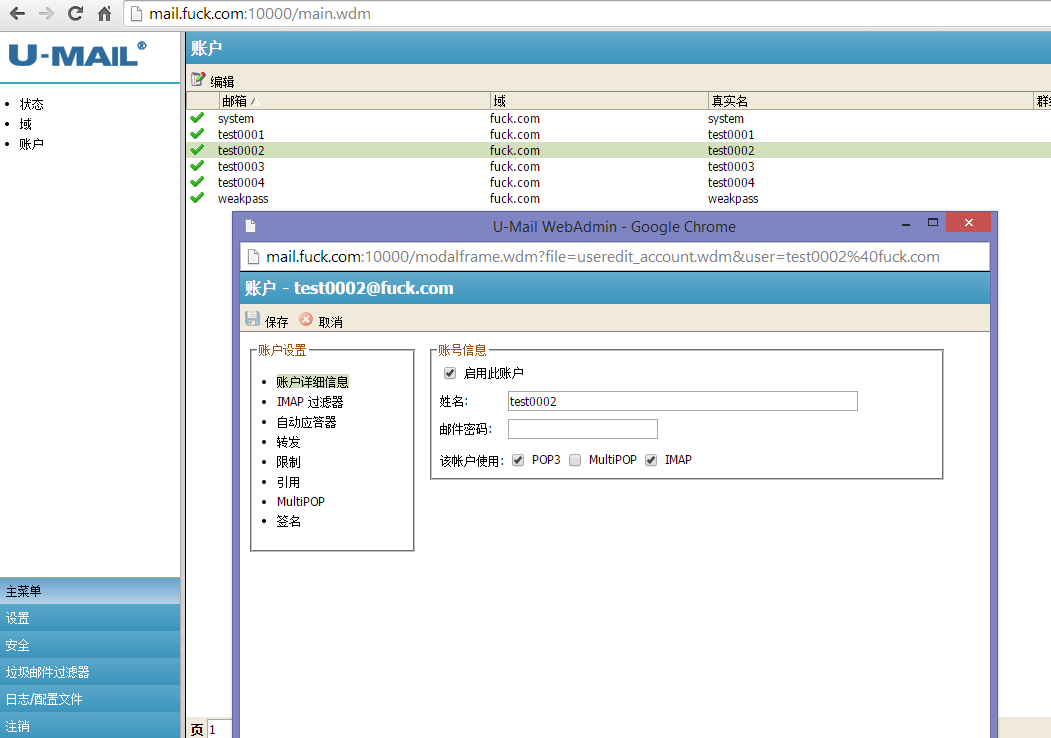 mail.fuck.com:10000/main.wdm
U-MAIL®
状态
域
账户
账户
编辑
邮箱 域 真实名
system fuck.com system
test0001 fuck.com test0001
test0002 fuck.com test0002
test0003 fuck.com test0003
test0004 fuck.com test0004
weakpass fuck.com weakpass
U-Mail WebAdmin - Google Chrome
mail.fuck.com:10000/modalframe.wdm?file=useredit_account.wdm&user=test0002%40fuck.com
账户 - test0002@fuck.com
保存 取消
账户设置
账户详细信息
IMAP 过滤器
自动应答器
转发
限制
引用
MultiPOP
签名
账号信息
启用此账户
姓名: test0002
邮件密码:
该帐户使用: POP3 MultiPOP IMAP
主菜单
设置
安全
垃圾邮件过滤器
日志/配置文件
注销
页 1